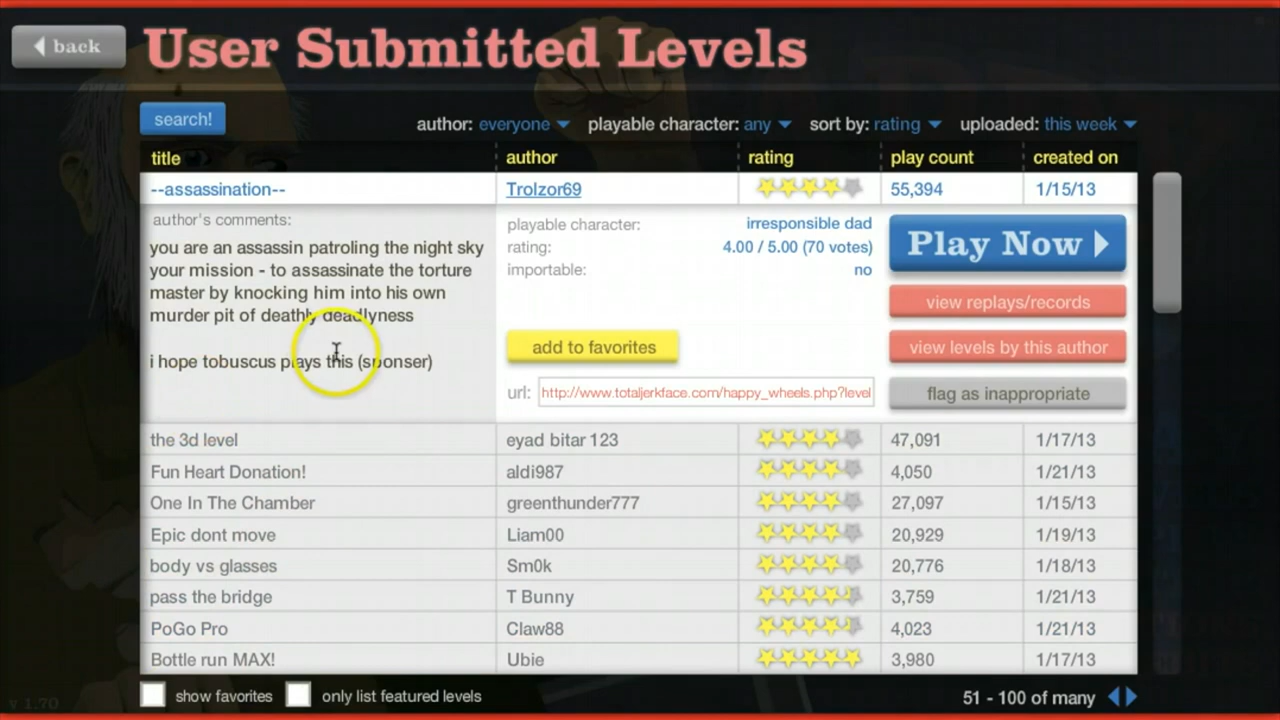 back
User Submitted Levels
search!
author: everyone playable character: any sort by: rating uploaded: this week
title author rating play count created on
--assassination-- Trolzor69 55,394 1/15/13
author's comments:
you are an assassin patroling the night sky
your mission - to assassinate the torture
master by knocking him into his own
murder pit of deathly deadlyness
i hope tobuscus plays this (sponser)
playable character: irresponsible dad
rating: 4.00 / 5.00 (70 votes)
importable: no
add to favorites
url: http://www.totaljerkface.com/happy_wheels.php?level
Play Now
view replays/records
view levels by this author
flag as inappropriate
the 3d level eyad bitar 123 47,091 1/17/13
Fun Heart Donation! aldi987 4,050 1/21/13
One In The Chamber greenthunder777 27,097 1/15/13
Epic dont move Liam00 20,929 1/19/13
body vs glasses Sm0k 20,776 1/18/13
pass the bridge T Bunny 3,759 1/21/13
PoGo Pro Claw88 4,023 1/21/13
Bottle run MAX! Ubie 3,980 1/17/13
show favorites only list featured levels 51 - 100 of many
v 1.70